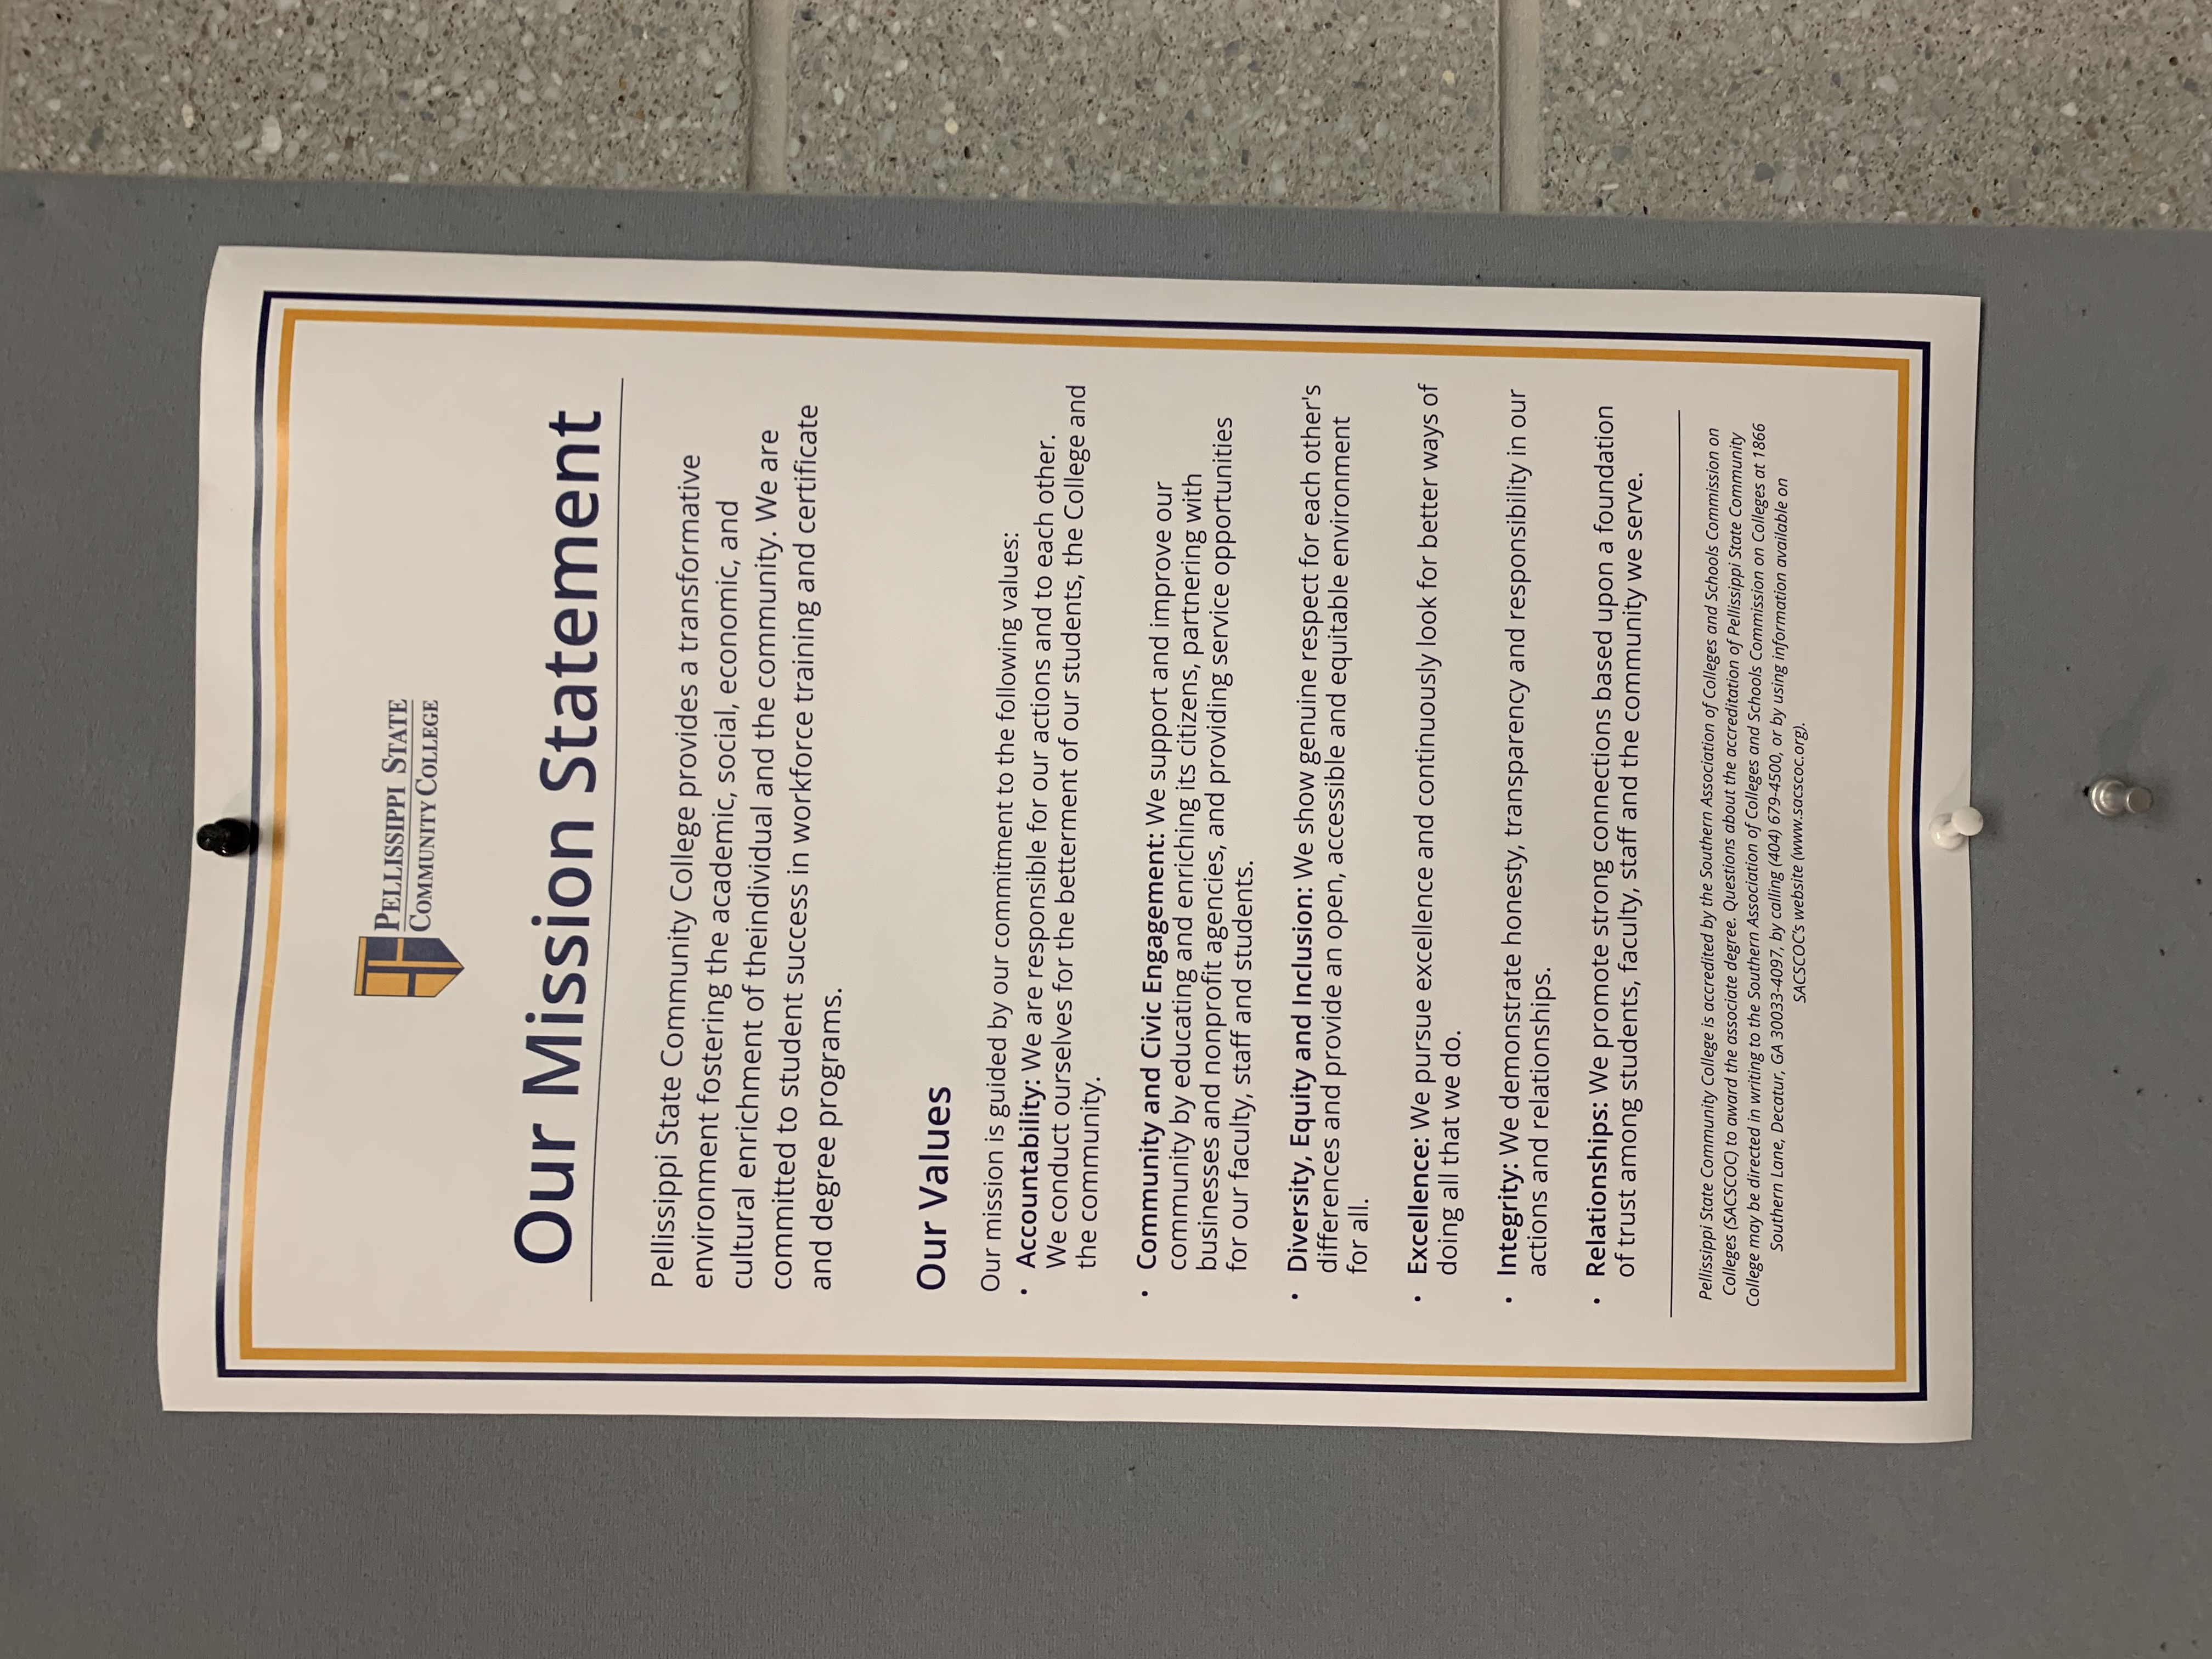 PELLISSIPPI STATE
COMMUNITY COLLEGE
Our Mission Statement
Pellissippi State Community College provides a transformative
environment fostering the academic, social, economic, and
cultural enrichment of theindividual and the community. We are
committed to student success in workforce training and certificate
and degree programs.
Our Values
Our mission is guided by our commitment to the following values:
• Accountability: We are responsible for our actions and to each other.
We conduct ourselves for the betterment of our students, the College and
the community.
• Community and Civic Engagement: We support and improve our
community by educating and enriching its citizens, partnering with
businesses and nonprofit agencies, and providing service opportunities
for our faculty, staff and students.
• Diversity, Equity and Inclusion: We show genuine respect for each other's
differences and provide an open, accessible and equitable environment
for all.
• Excellence: We pursue excellence and continuously look for better ways of
doing all that we do.
• Integrity: We demonstrate honesty, transparency and responsibility in our
actions and relationships.
• Relationships: We promote strong connections based upon a foundation
of trust among students, faculty, staff and the community we serve.
Pellissippi State Community College is accredited by the Southern Association of Colleges and Schools Commission on
Colleges (SACSCOC) to award the associate degree. Questions about the accreditation of Pellissippi State Community
College may be directed in writing to the Southern Association of Colleges and Schools Commission on Colleges at 1866
Southern Lane, Decatur, GA 30033-4097, by calling (404) 679-4500, or by using information available on
SACSCOC's website (www.sacscoc.org).